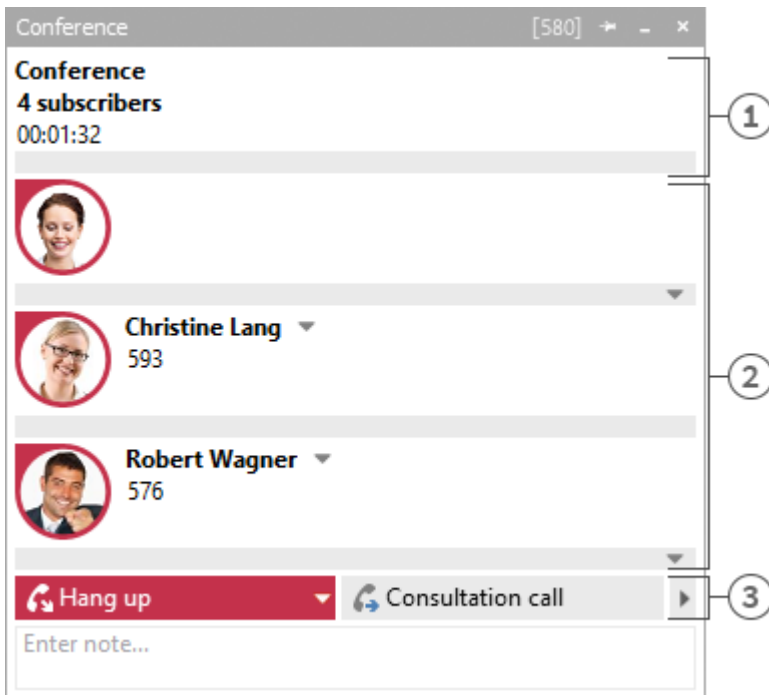 Conference [580]
Conference
4 subscribers
00:01:32
1
Christine Lang
593
2
Robert Wagner
576
Hang up Consultation call
3
Enter note...